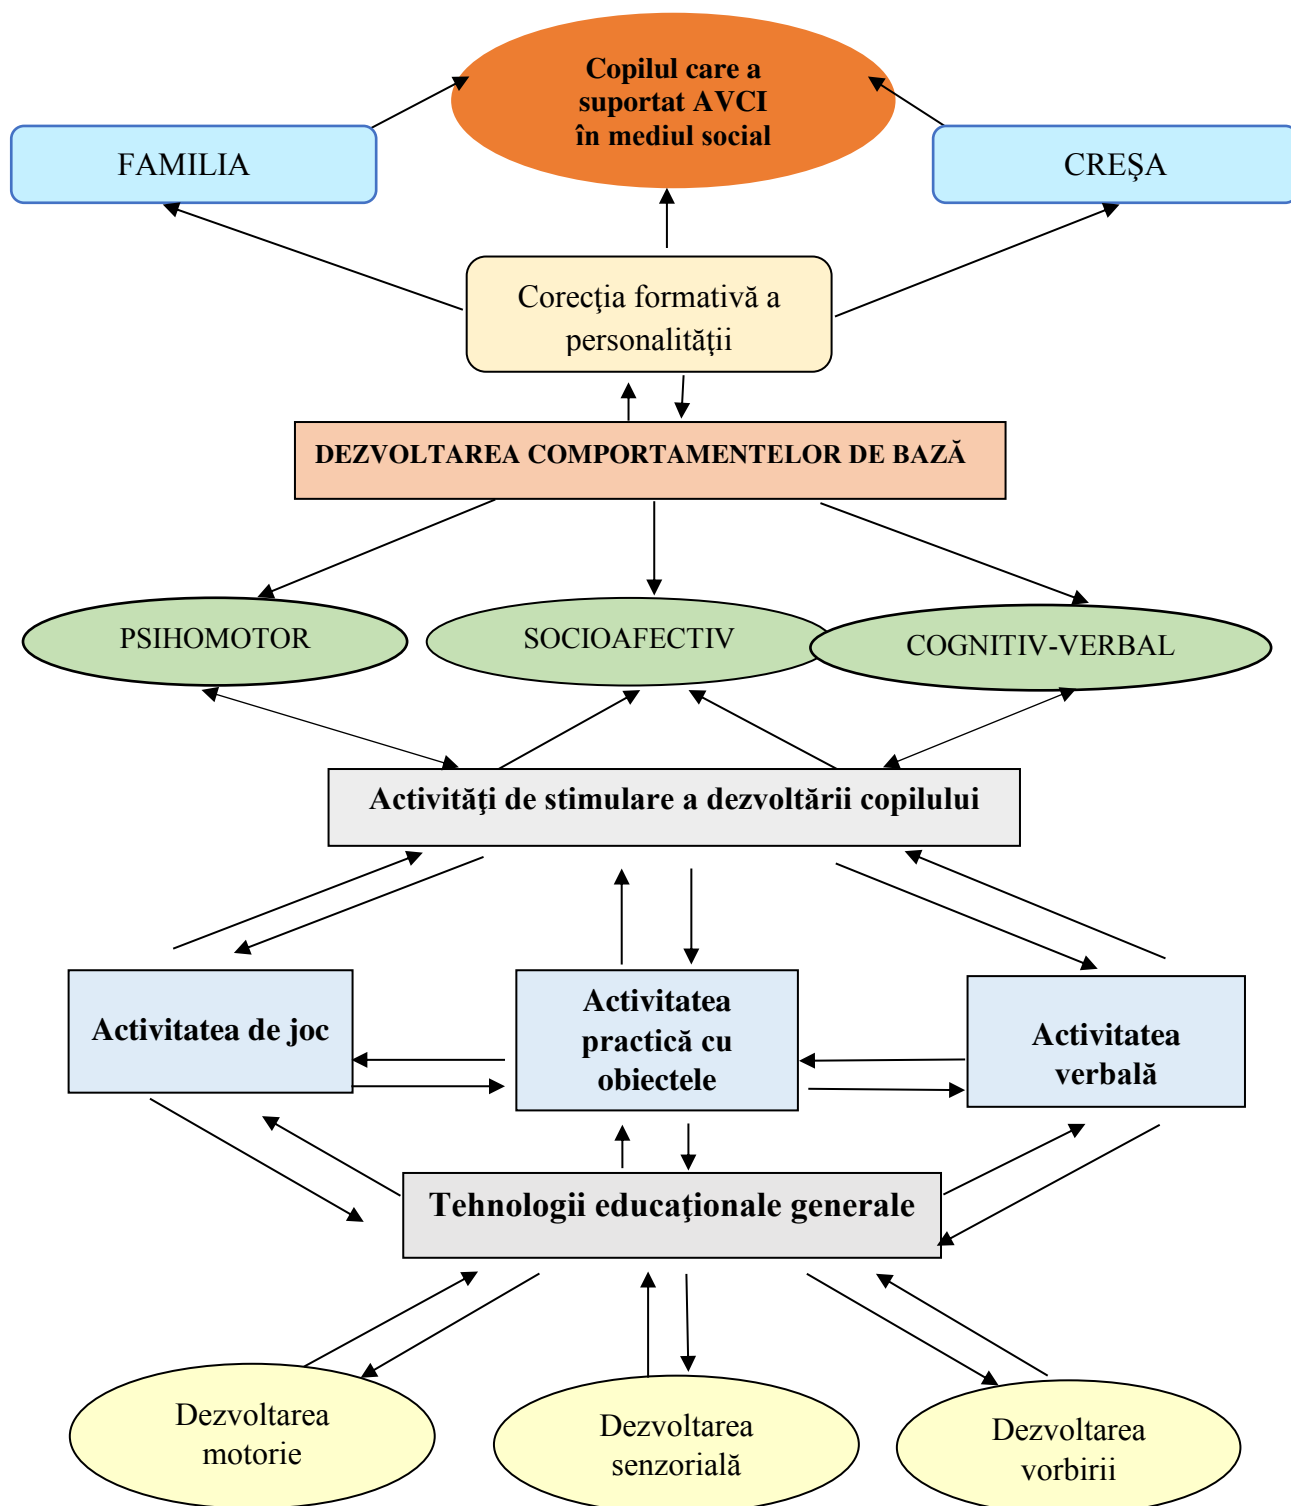 Copilul care a
suportat AVCI
în mediul social
FAMILIA
CREŞA
Corecţia formativă a
personalităţii
DEZVOLTAREA COMPORTAMENTELOR DE BAZĂ
PSIHOMOTOR
SOCIOAFECTIV
COGNITIV-VERBAL
Activităţi de stimulare a dezvoltării copilului
Activitatea de joc
Activitatea
practică cu
obiectele
Activitatea
verbală
Tehnologii educaţionale generale
Dezvoltarea
motorie
Dezvoltarea
senzorială
Dezvoltarea
vorbirii